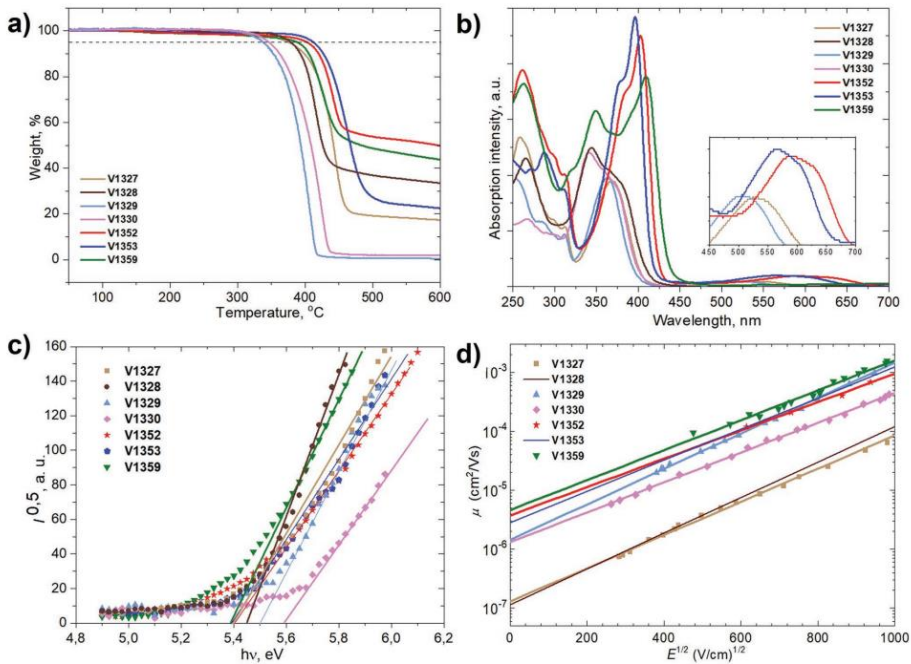 a)
100
80
60
40
20
0
Weight, %
V1327
V1328
V1329
V1330
V1352
V1353
V1359
100 200 300 400 500 600
Temperature, °C
b)
Absorption intensity, a.u.
V1327
V1328
V1329
V1330
V1352
V1353
V1359
450 500 550 600 650 700
250 300 350 400 450 500 550 600 650 700
Wavelength, nm
c)
160
140
120
100
80
60
40
20
0
I 0,5, a. u.
V1327
V1328
V1329
V1330
V1352
V1353
V1359
4,8 5,0 5,2 5,4 5,6 5,8 6,0 6,2
hν, eV
d)
10-3
10-4
10-5
10-6
10-7
μ (cm2/Vs)
V1327
V1328
V1329
V1330
V1352
V1353
V1359
0 200 400 600 800 1000
E1/2 (V/cm)1/2